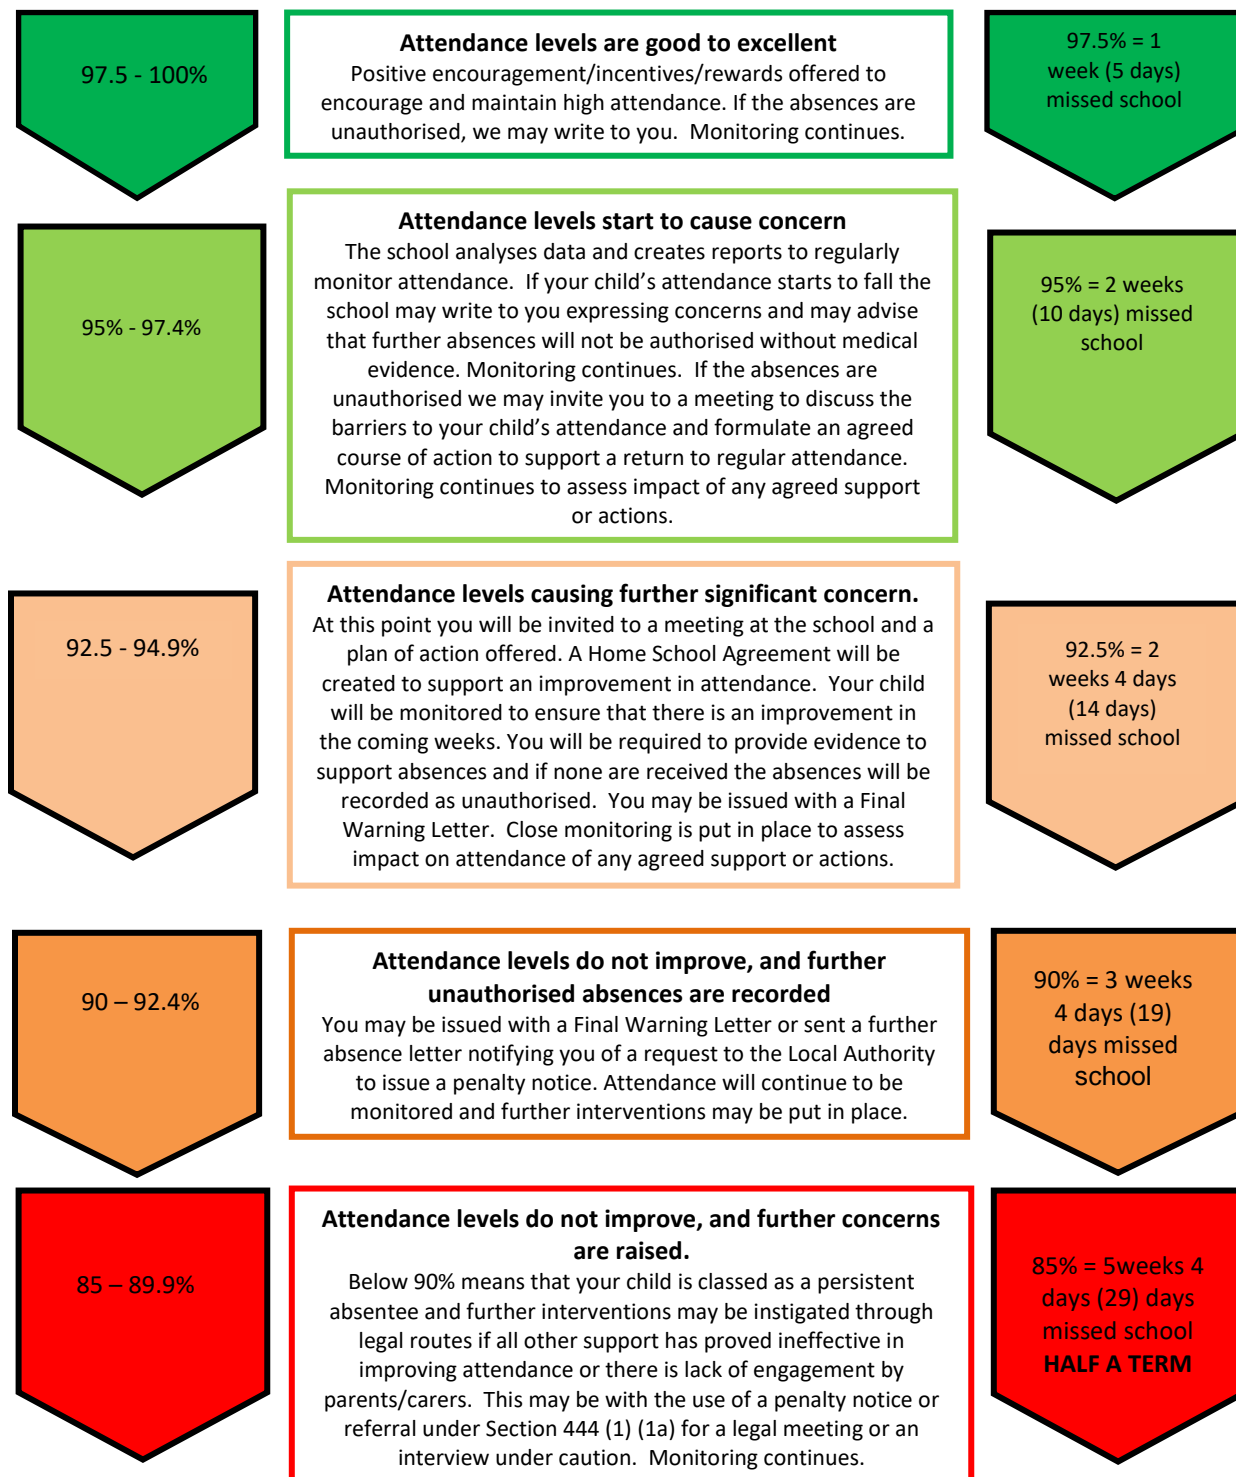 97.5 - 100%
Attendance levels are good to excellent
Positive encouragement/incentives/rewards offered to
encourage and maintain high attendance. If the absences are
unauthorised, we may write to you.  Monitoring continues.
97.5% = 1
week (5 days)
missed school
95% - 97.4%
Attendance levels start to cause concern
The school analyses data and creates reports to regularly
monitor attendance.  If your child’s attendance starts to fall the
school may write to you expressing concerns and may advise
that further absences will not be authorised without medical
evidence. Monitoring continues.  If the absences are
unauthorised we may invite you to a meeting to discuss the
barriers to your child’s attendance and formulate an agreed
course of action to support a return to regular attendance.
Monitoring continues to assess impact of any agreed support
or actions.
95% = 2 weeks
(10 days) missed
school
92.5 - 94.9%
Attendance levels causing further significant concern.
At this point you will be invited to a meeting at the school and a
plan of action offered. A Home School Agreement will be
created to support an improvement in attendance.  Your child
will be monitored to ensure that there is an improvement in
the coming weeks. You will be required to provide evidence to
support absences and if none are received the absences will be
recorded as unauthorised.  You may be issued with a Final
Warning Letter.  Close monitoring is put in place to assess
impact on attendance of any agreed support or actions.
92.5% = 2
weeks 4 days
(14 days)
missed school
90 – 92.4%
Attendance levels do not improve, and further
unauthorised absences are recorded
You may be issued with a Final Warning Letter or sent a further
absence letter notifying you of a request to the Local Authority
to issue a penalty notice. Attendance will continue to be
monitored and further interventions may be put in place.
90% = 3 weeks
4 days (19)
days missed
school
85 – 89.9%
Attendance levels do not improve, and further concerns
are raised.
Below 90% means that your child is classed as a persistent
absentee and further interventions may be instigated through
legal routes if all other support has proved ineffective in
improving attendance or there is lack of engagement by
parents/carers.  This may be with the use of a penalty notice or
referral under Section 444 (1) (1a) for a legal meeting or an
interview under caution.  Monitoring continues.
85% = 5weeks 4
days (29) days
missed school
HALF A TERM